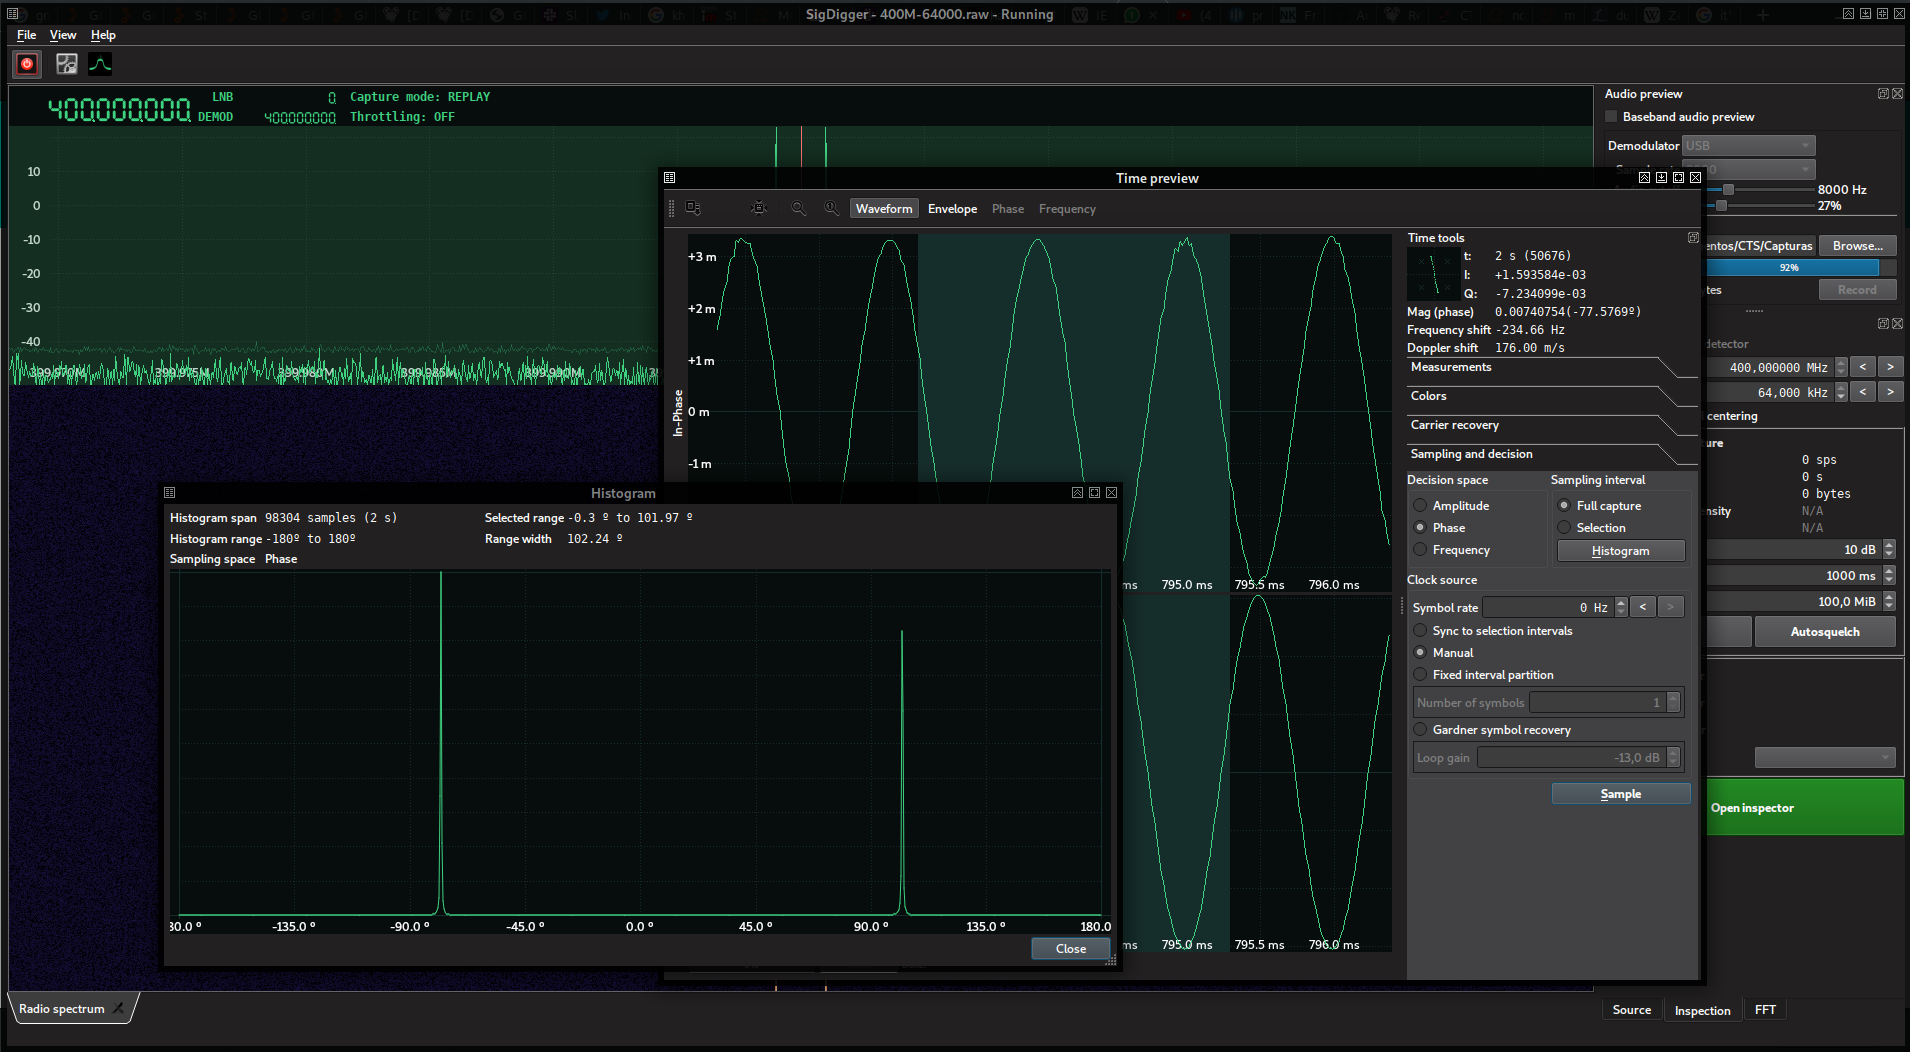 SigDigger - 400M-64000.raw - Running
File View Help
400.000.000. LNB 0. Capture mode: REPLAY
DEMOD 400.000.000. Throttling: OFF
10
0
-10
-20
-30
-40
399.970M 399.975M 399.980M 399.985M 399.990M
Audio preview
Baseband audio preview
Demodulator USB
8000 Hz
27%
entos/CTS/Capturas Browse...
92%
Record
detector
400,000000 MHz < >
64,000 kHz < >
centering
0 sps
0 s
0 bytes
N/A
N/A
10 dB
1000 ms
100,0 MiB
Autosquelch
Open inspector
Time preview
Waveform Envelope Phase Frequency
+3 m
+2 m
+1 m
0 m
-1 m
In-Phase
ms 795.0 ms 795.5 ms 796.0 ms
ms 795.0 ms 795.5 ms 796.0 ms
Time tools
t: 2 s (50676)
I: +1.593584e-03
Q: -7.234099e-03
Mag (phase) 0.00740754(-77.5769º)
Frequency shift -234.66 Hz
Doppler shift 176.00 m/s
Measurements
Colors
Carrier recovery
Sampling and decision
Decision space Sampling interval
Amplitude Full capture
Phase Selection
Frequency Histogram
Clock source
Symbol rate 0 Hz < >
Sync to selection intervals
Manual
Fixed interval partition
Number of symbols 1
Gardner symbol recovery
Loop gain -13,0 dB
Sample
Histogram
Histogram span 98304 samples (2 s) Selected range -0.3 º to 101.97 º
Histogram range -180º to 180º Range width 102.24 º
Sampling space Phase
30.0 º -135.0 º -90.0 º -45.0 º 0.0 º 45.0 º 90.0 º 135.0 º 180.0
Close
Radio spectrum
Source Inspection FFT